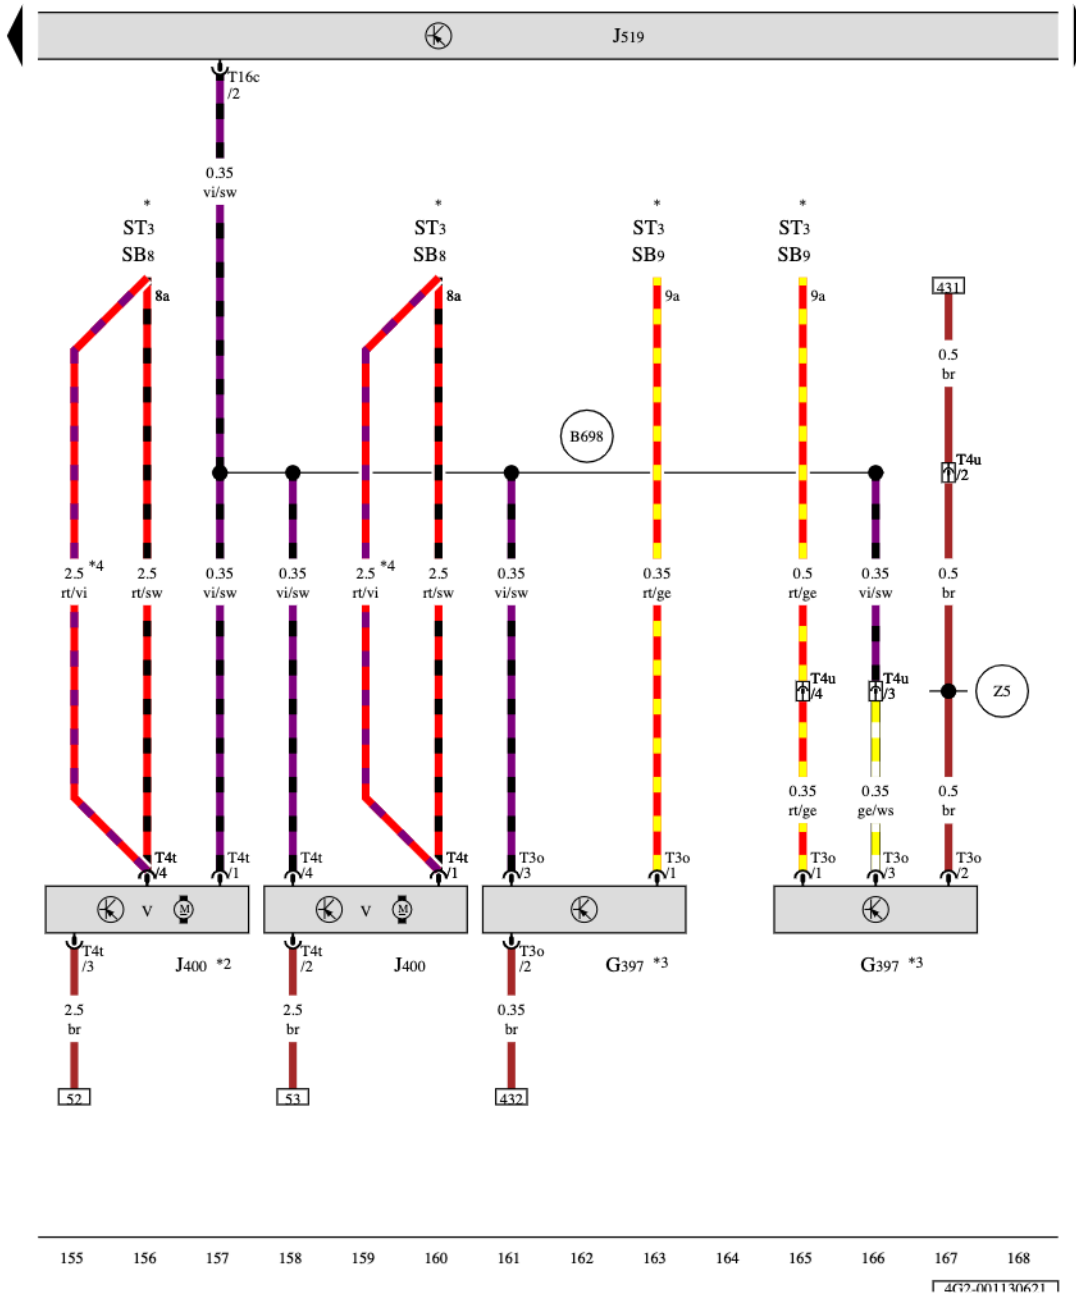 J519
T16c
/2
0.35
vi/sw
* * * *
ST3 ST3 ST3 ST3
SB8 SB8 SB9 SB9
8a 8a 9a 9a
431
0.5
br
B698
T4u
/2
2.5 *4 2.5 0.35 0.35 2.5 *4 2.5 0.35 0.35 0.5 0.35 0.5
rt/vi rt/sw vi/sw vi/sw rt/vi rt/sw vi/sw rt/ge rt/ge vi/sw br
T4u T4u
/4 /3
Z5
0.35 0.35 0.5
rt/ge ge/ws br
T4t T4t T4t T4t T3o T3o T3o T3o T3o
/4 /1 /4 /1 /3 /1 /1 /3 /2
V M V M
T4t T4t T3o
/3 /2 /2
J400 *2 J400 G397 *3 G397 *3
2.5 2.5 0.35
br br br
52 53 432
155 156 157 158 159 160 161 162 163 164 165 166 167 168
4G2-001130621